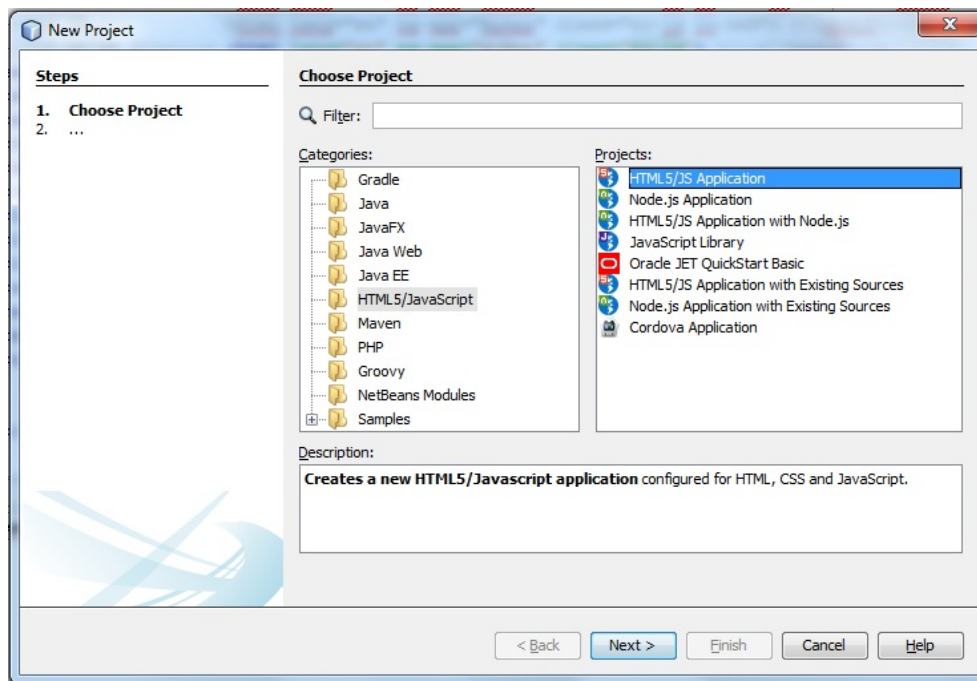 New Project
Steps
1. Choose Project
2. ...
Choose Project
Filter:
Categories:
Gradle
Java
JavaFX
Java Web
Java EE
HTML5/JavaScript
Maven
PHP
Groovy
NetBeans Modules
Samples
Projects:
HTML5/JS Application
Node.js Application
HTML5/JS Application with Node.js
JavaScript Library
Oracle JET QuickStart Basic
HTML5/JS Application with Existing Sources
Node.js Application with Existing Sources
Cordova Application
Description:
Creates a new HTML5/Javascript application configured for HTML, CSS and JavaScript.
< Back
Next >
Finish
Cancel
Help